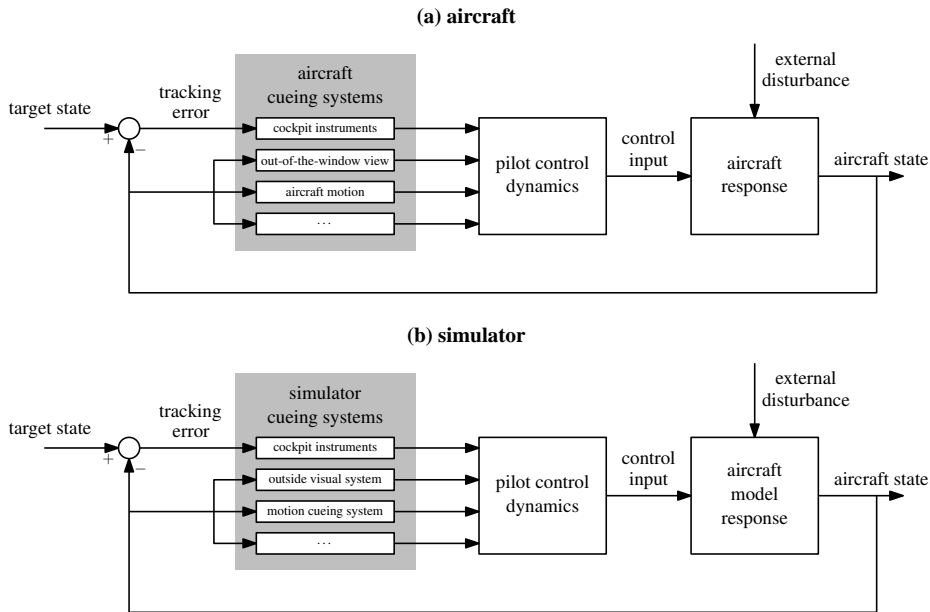 (a) aircraft
target state
+
−
tracking
error
aircraft
cueing systems
cockpit instruments
out-of-the-window view
aircraft motion
...
pilot control
dynamics
control
input
external
disturbance
aircraft
response
aircraft state
(b) simulator
target state
+
−
tracking
error
simulator
cueing systems
cockpit instruments
outside visual system
motion cueing system
...
pilot control
dynamics
control
input
external
disturbance
aircraft
model
response
aircraft state